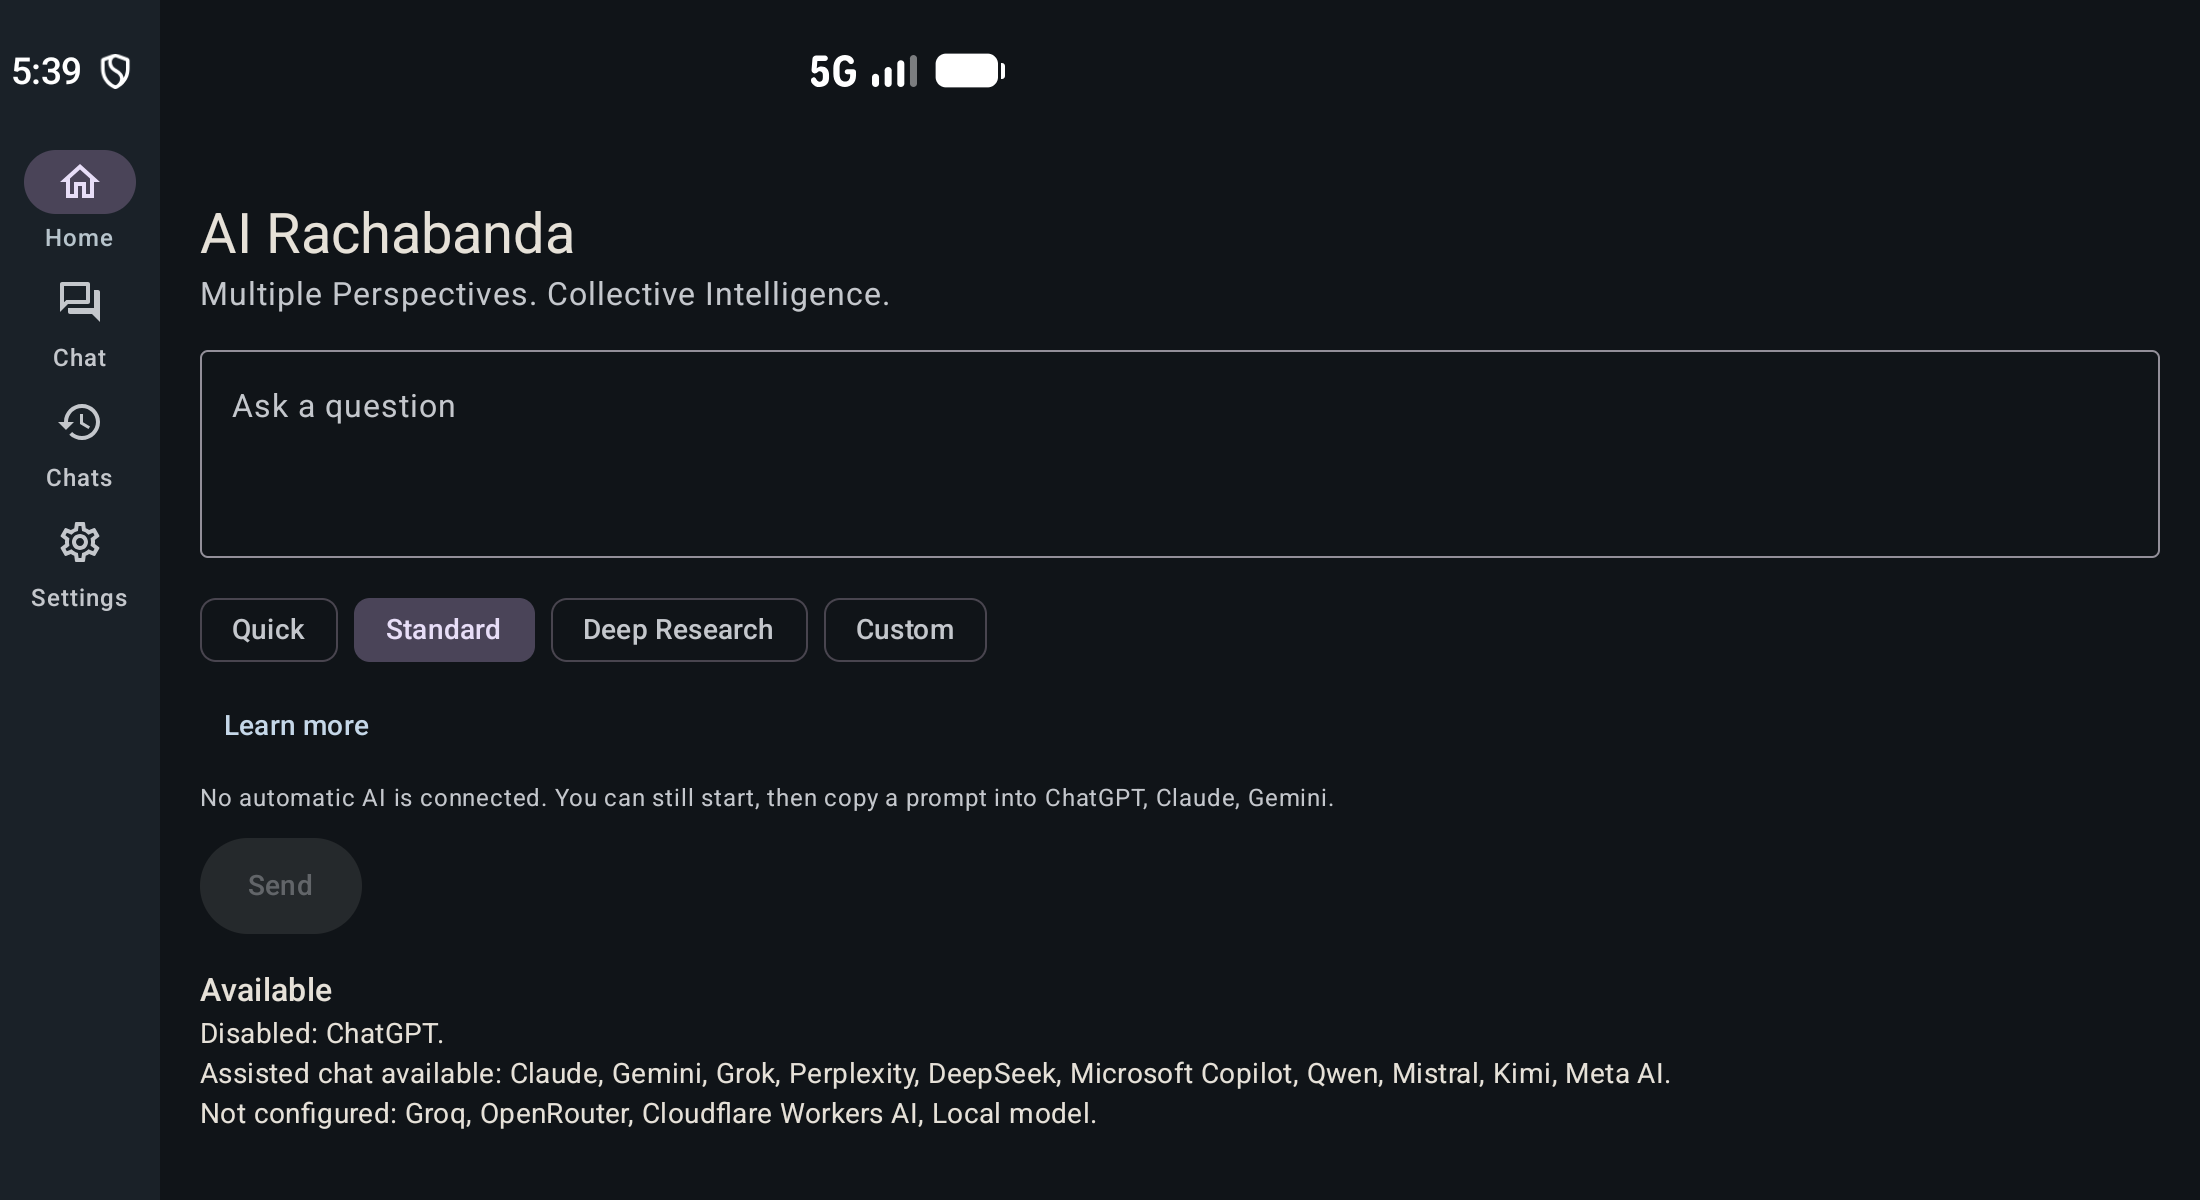 5:39
5G
Home
Chat
Chats
Settings
AI Rachabanda
Multiple Perspectives. Collective Intelligence.
Ask a question
Quick Standard Deep Research Custom
Learn more
No automatic AI is connected. You can still start, then copy a prompt into ChatGPT, Claude, Gemini.
Send
Available
Disabled: ChatGPT.
Assisted chat available: Claude, Gemini, Grok, Perplexity, DeepSeek, Microsoft Copilot, Qwen, Mistral, Kimi, Meta AI.
Not configured: Groq, OpenRouter, Cloudflare Workers AI, Local model.